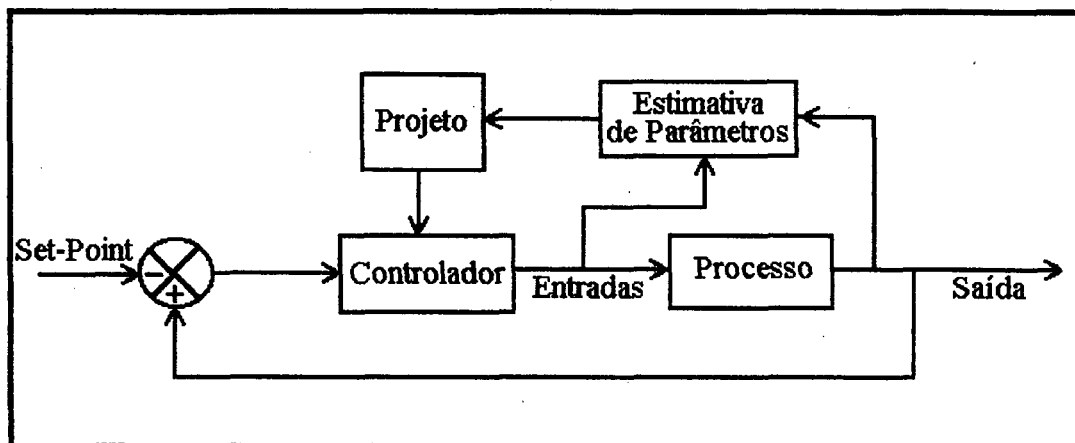 Projeto
Estimativa
de Parâmetros
Set-Point
-
+
Controlador
Entradas
Processo
Saída